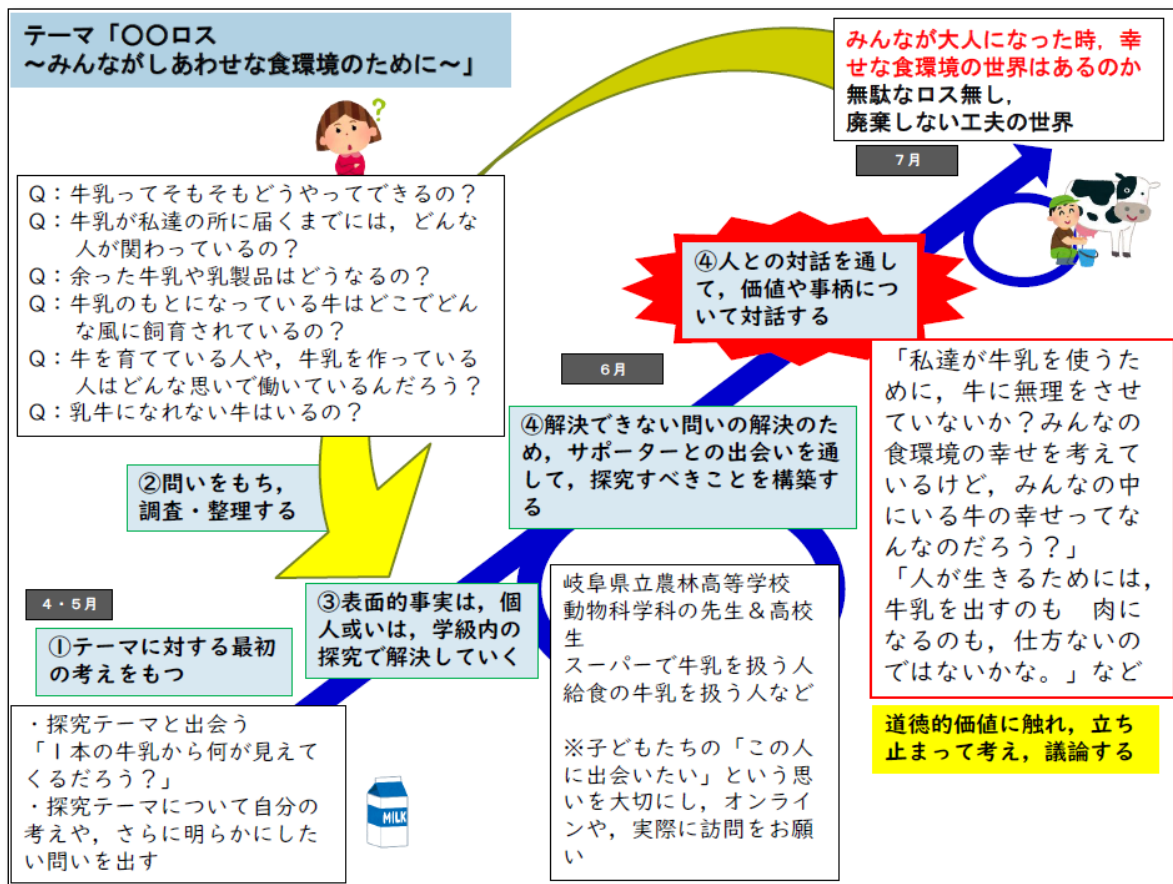 テーマ「〇〇ロス
~みんながしあわせな食環境のために~」
みんなが大人になった時，幸
せな食環境の世界はあるのか
無駄なロス無し，
廃棄しない工夫の世界
7月
?
Q：牛乳ってそもそもどうやってできるの？
Q：牛乳が私達の所に届くまでには，どんな
人が関わっているの？
Q：余った牛乳や乳製品はどうなるの？
Q：牛乳のもとになっている牛はどこでどん
な風に飼育されているの？
Q：牛を育てている人や，牛乳を作っている
人はどんな思いで働いているんだろう？
Q：乳牛になれない牛はいるの？
④人との対話を通し
て，価値や事柄につ
いて対話する
6月
「私達が牛乳を使うた
めに，牛に無理をさせ
ていないか？みんなの
食環境の幸せを考えて
いるけど，みんなの中
にいる牛の幸せってな
んなのだろう？」
「人が生きるためには，
牛乳を出すのも　肉に
なるのも，仕方ないの
ではないかな。」など
④解決できない問いの解決のた
め，サポーターとの出会いを通
して，探究すべきことを構築す
る
②問いをもち，
調査・整理する
岐阜県立農林高等学校
動物科学科の先生＆高校
生
スーパーで牛乳を扱う人
給食の牛乳を扱う人など
※子どもたちの「この人
に出会いたい」という思
いを大切にし，オンライ
ンや，実際に訪問をお願
い
③表面的事実は，個
人或いは，学級内の
探究で解決していく
4・5月
①テーマに対する最初
の考えをもつ
・探究テーマと出会う
「1本の牛乳から何が見えて
くるだろう？」
・探究テーマについて自分の
考えや，さらに明らかにした
い問いを出す
MILK
道徳的価値に触れ，立ち
止まって考え，議論する